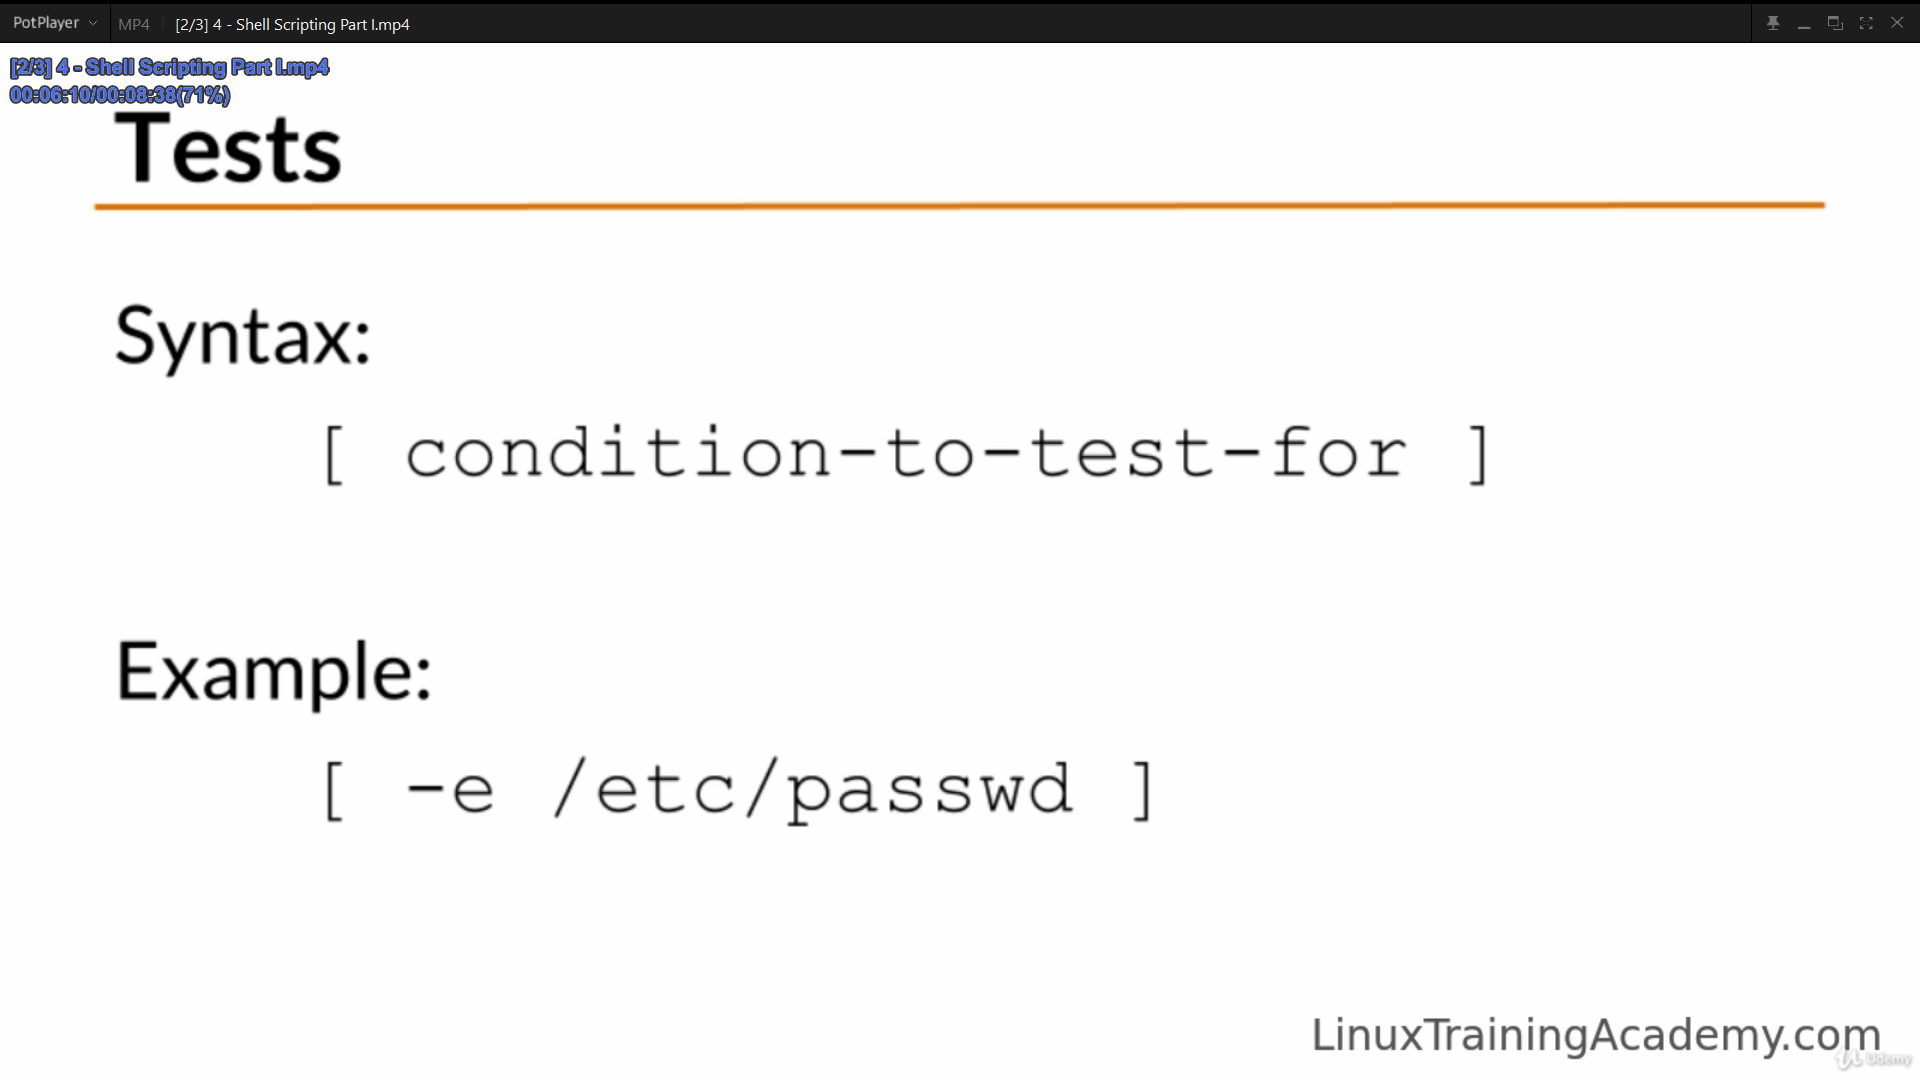 PotPlayer MP4 [2/3] 4 - Shell Scripting Part I.mp4
[2/3] 4 - Shell Scripting Part I.mp4
00:06:10/00:08:38(71%)
Tests
Syntax:
[ condition-to-test-for ]
Example:
[ -e /etc/passwd ]
LinuxTrainingAcademy.com
Udemy